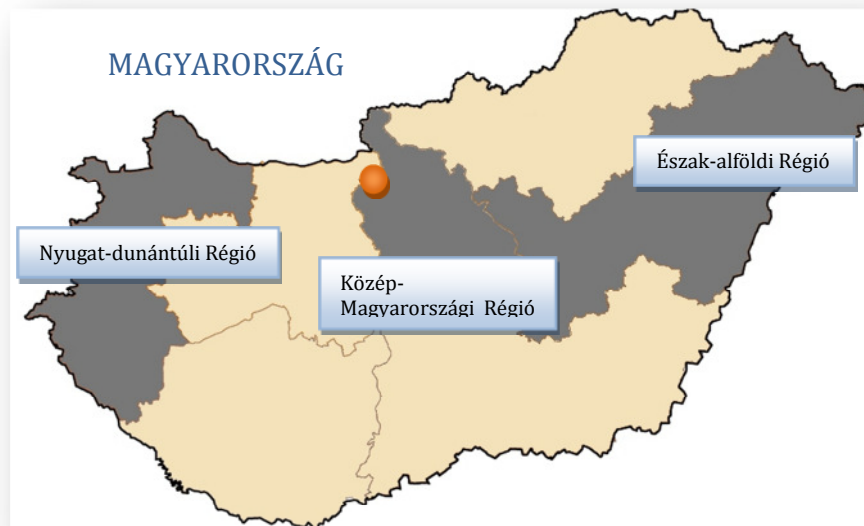 MAGYARORSZÁG
Észak-alföldi Régió
Nyugat-dunántúli Régió
Közép-
Magyarországi Régió